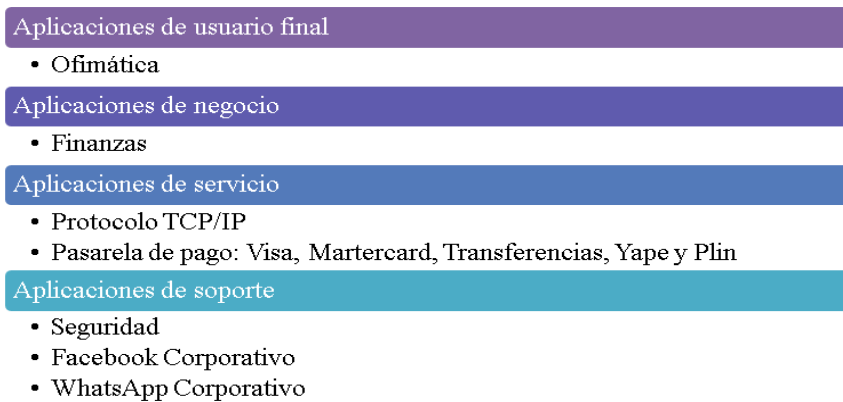 Aplicaciones de usuario final
• Ofimática
Aplicaciones de negocio
• Finanzas
Aplicaciones de servicio
• Protocolo TCP/IP
• Pasarela de pago: Visa, Martercard, Transferencias, Yape y Plin
Aplicaciones de soporte
• Seguridad
• Facebook Corporativo
• WhatsApp Corporativo